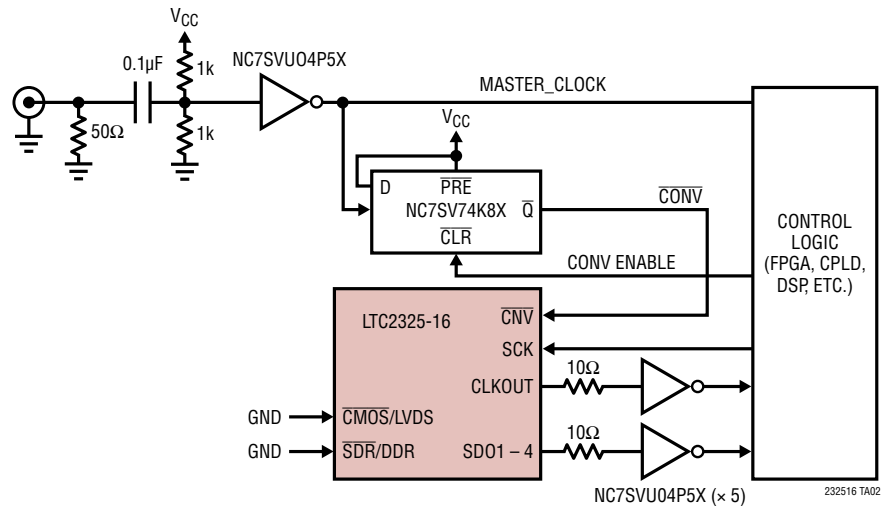 VCC
0.1µF
1k
NC7SVUO4P5X
MASTER_CLOCK
50Ω
1k
VCC
D
PRE
NC7SV74K8X
Q
CLR
CONV
CONV ENABLE
CONTROL
LOGIC
(FPGA, CPLD,
DSP, ETC.)
LTC2325-16
CNV
SCK
10Ω
CLKOUT
GND
CMOS/LVDS
10Ω
GND
SDR/DDR
SDO1 – 4
NC7SVU04P5X (× 5)
232516 TA02